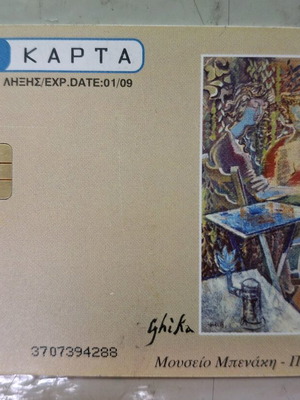 ΚΑΡΤΑ
ΛΗΞΗΣ/EXP.DATE:01/09
Ghika
3707394288
Μουσείο Μπενάκη - Π